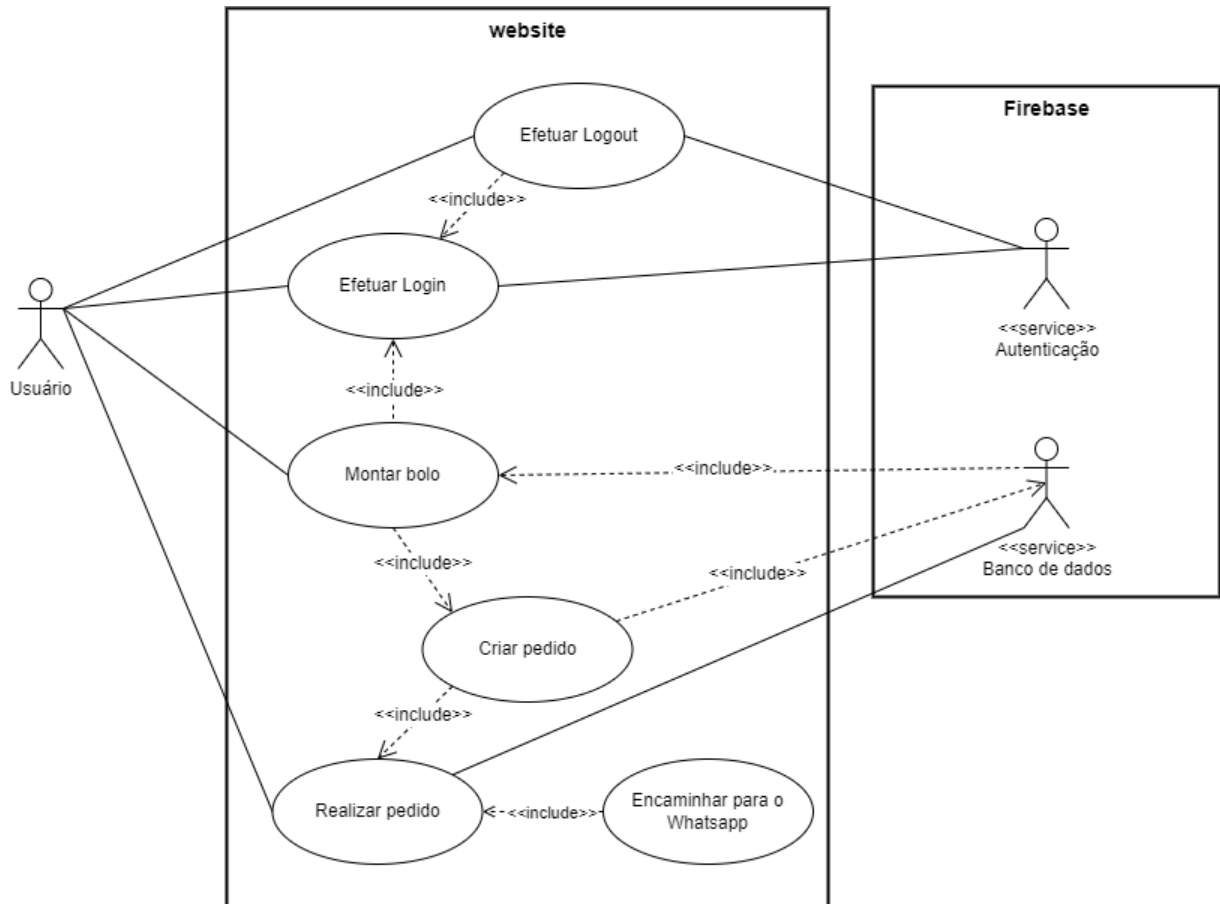 website
Firebase
Efetuar Logout
<<include>>
Efetuar Login
<<service>>
Autenticação
Usuário
<<include>>
Montar bolo
<<include>>
<<include>>
<<service>>
Banco de dados
<<include>>
Criar pedido
<<include>>
Realizar pedido
<<include>>
Encaminhar para o
Whatsapp